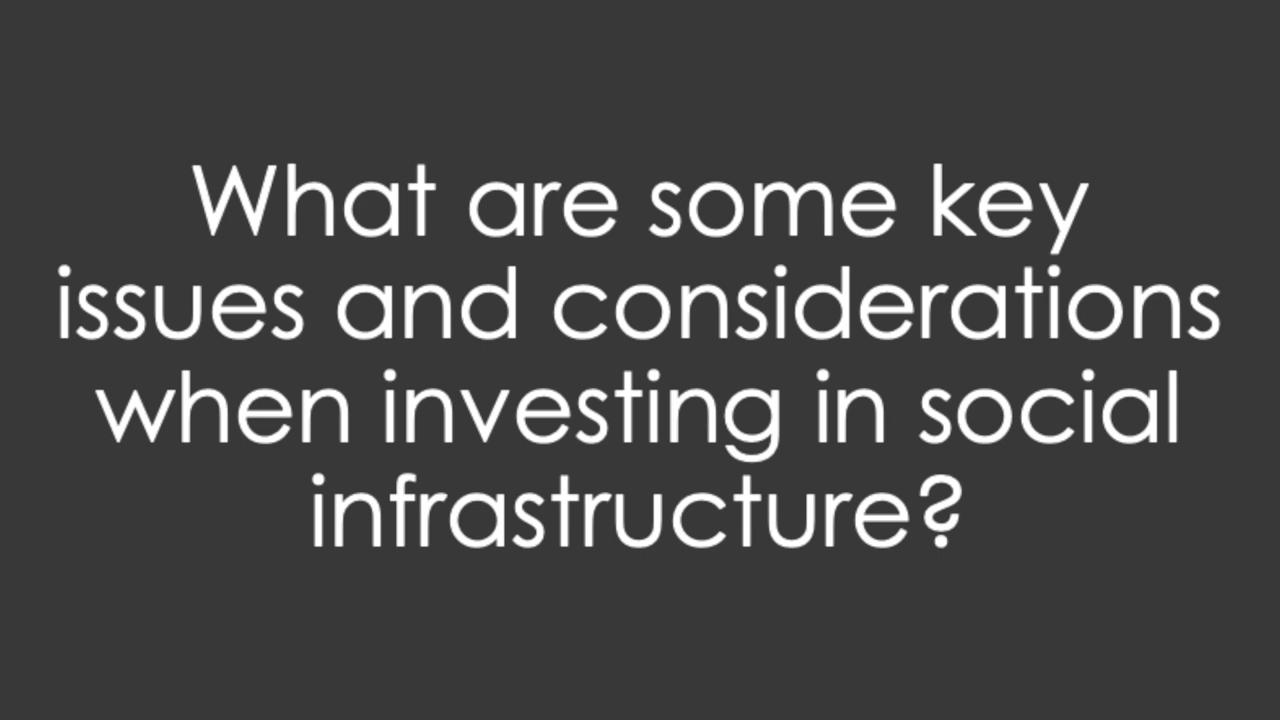 What are some key
issues and considerations
when investing in social
infrastructure?